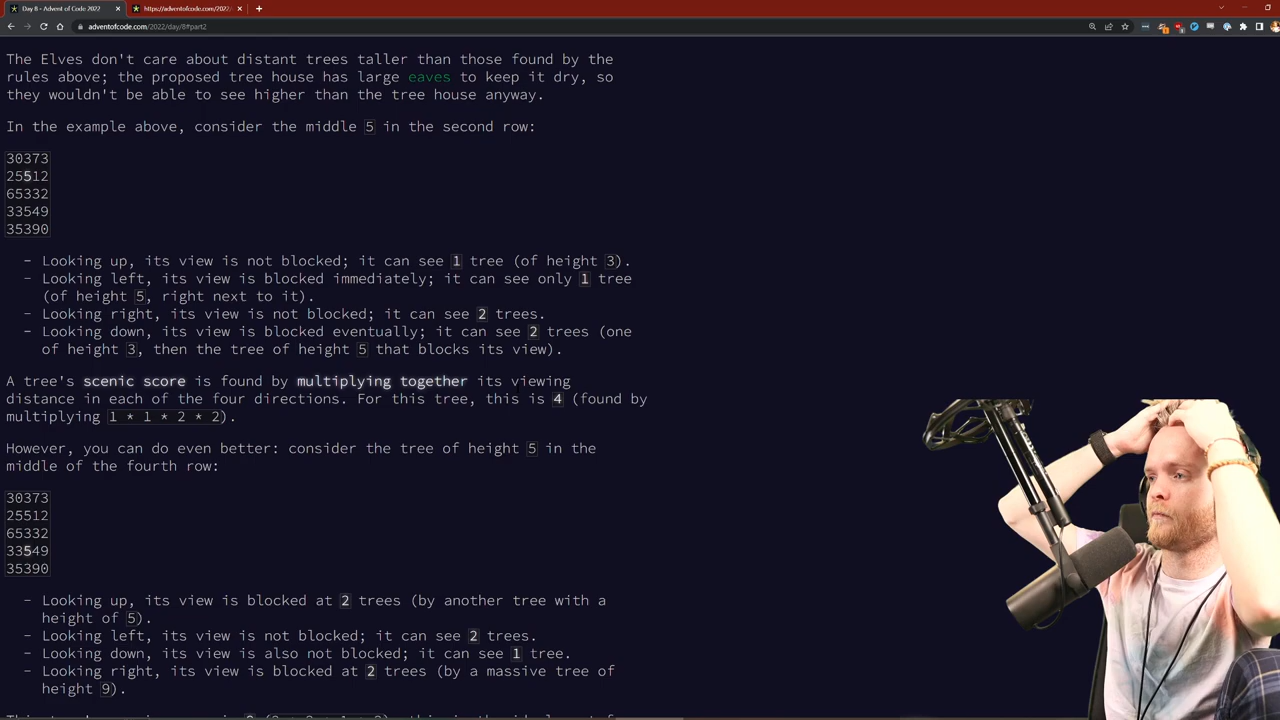 Day 8 - Advent of Code 2022
https://adventofcode.com/2022/
adventofcode.com/2022/day/8#part2
The Elves don't care about distant trees taller than those found by the
rules above; the proposed tree house has large eaves to keep it dry, so
they wouldn't be able to see higher than the tree house anyway.
In the example above, consider the middle 5 in the second row:
30373
25512
65332
33549
35390
- Looking up, its view is not blocked; it can see 1 tree (of height 3).
- Looking left, its view is blocked immediately; it can see only 1 tree
(of height 5, right next to it).
- Looking right, its view is not blocked; it can see 2 trees.
- Looking down, its view is blocked eventually; it can see 2 trees (one
of height 3, then the tree of height 5 that blocks its view).
A tree's scenic score is found by multiplying together its viewing
distance in each of the four directions. For this tree, this is 4 (found by
multiplying 1 * 1 * 2 * 2).
However, you can do even better: consider the tree of height 5 in the
middle of the fourth row:
30373
25512
65332
33549
35390
- Looking up, its view is blocked at 2 trees (by another tree with a
height of 5).
- Looking left, its view is not blocked; it can see 2 trees.
- Looking down, its view is also not blocked; it can see 1 tree.
- Looking right, its view is blocked at 2 trees (by a massive tree of
height 9).